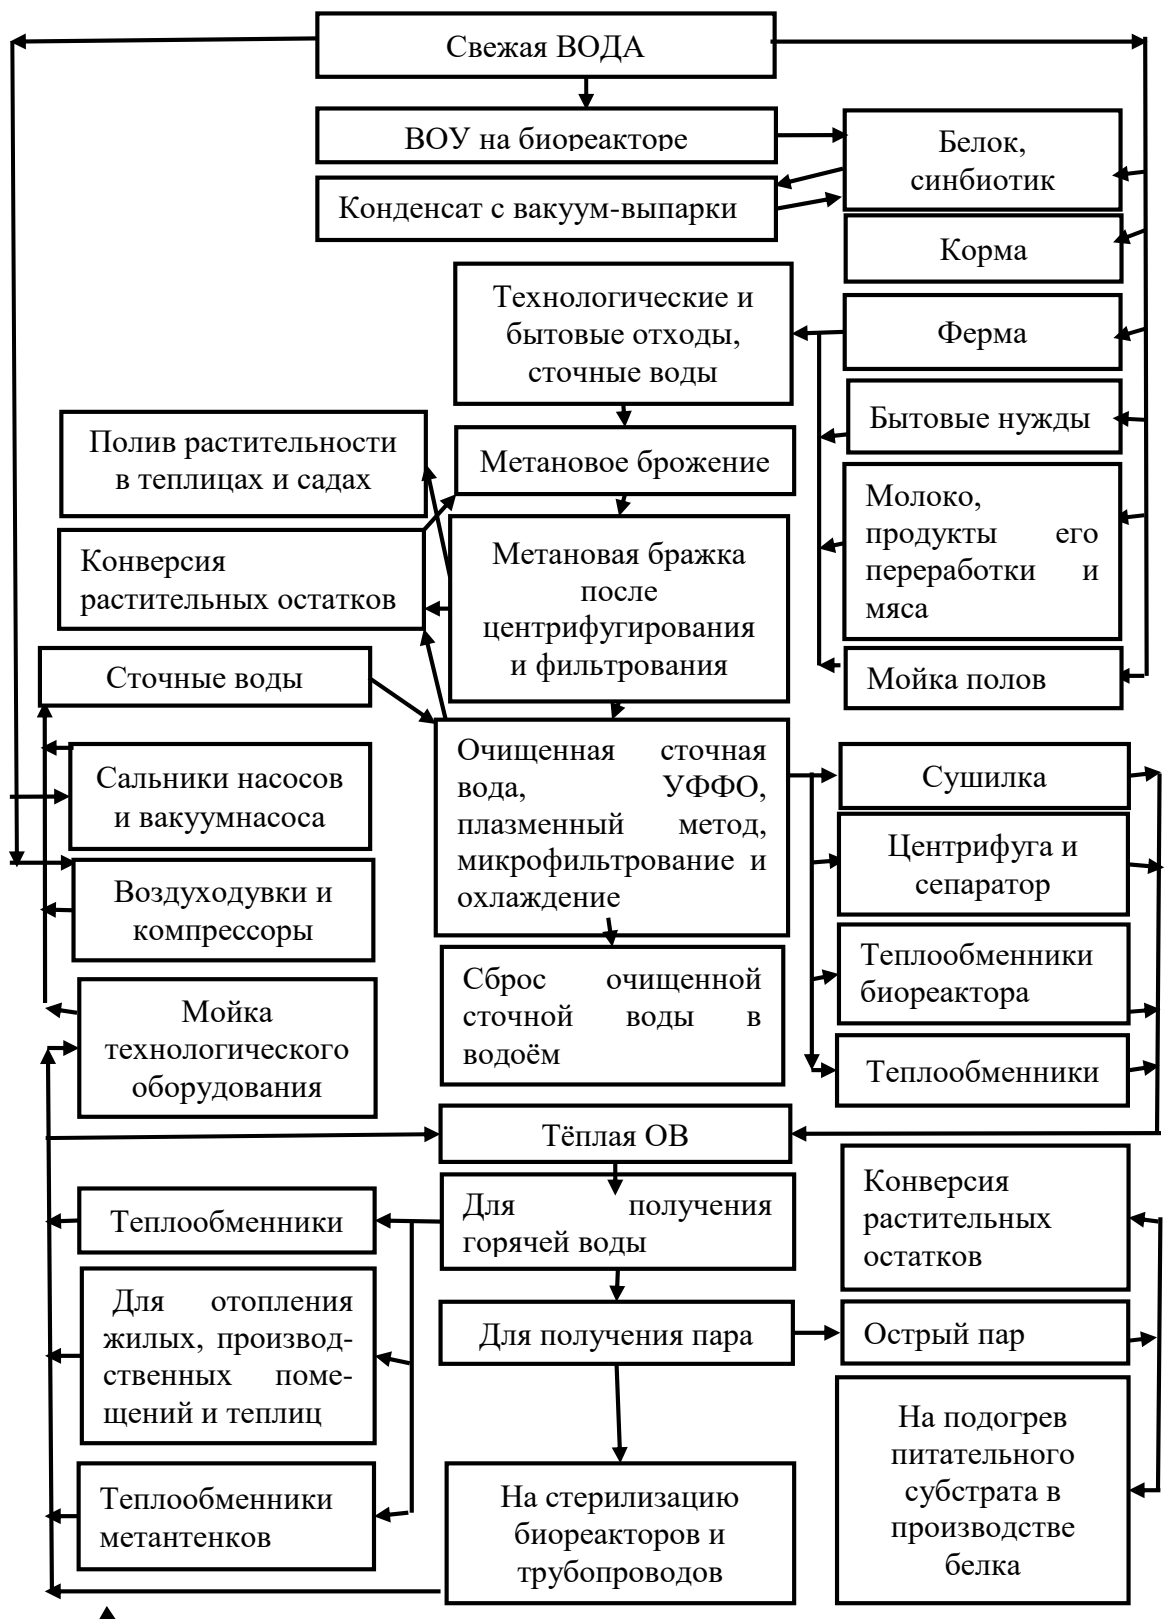 Свежая ВОДА
ВОУ на биореакторе
Белок,
синбиотик
Конденсат с вакуум-выпарки
Корма
Технологические и
бытовые отходы,
сточные воды
Ферма
Бытовые нужды
Полив растительности
в теплицах и садах
Метановое брожение
Молоко,
продукты его
переработки и
мяса
Конверсия
растительных остатков
Метановая бражка
после
центрифугирования
и фильтрования
Сточные воды
Мойка полов
Очищенная сточная
вода, УФФО,
плазменный метод,
микрофильтрование и
охлаждение
Сальники насосов
и вакуумнасоса
Сушилка
Центрифуга и
сепаратор
Воздуходувки и
компрессоры
Сброс очищенной
сточной воды в
водоём
Теплообменники
биореактора
Мойка
технологического
оборудования
Теплообменники
Тёплая ОВ
Для получения
горячей воды
Конверсия
растительных
остатков
Теплообменники
Для отопления
жилых, производ-
ственных поме-
щений и теплиц
Для получения пара
Острый пар
На подогрев
питательного
субстрата в
производстве
белка
Теплообменники
метантенков
На стерилизацию
биореакторов и
трубопроводов